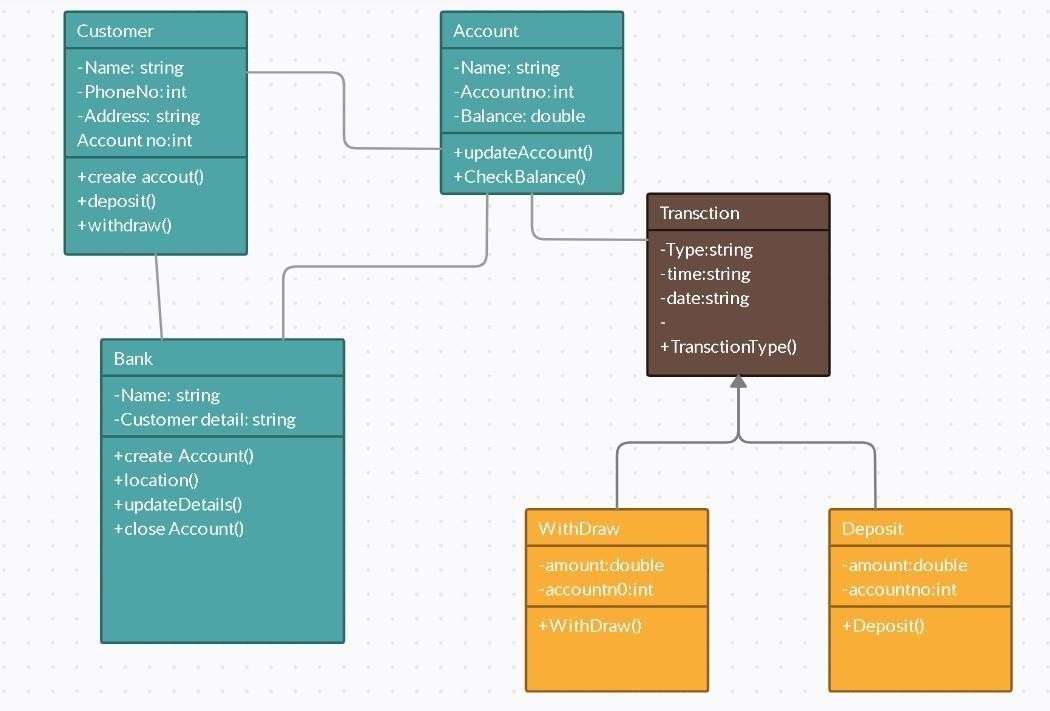 Customer
-Name: string
-PhoneNo: int
-Address: string
Account no:int
+create accout()
+deposit()
+withdraw()
Account
-Name: string
-Accountno: int
-Balance: double
+updateAccount()
+CheckBalance()
Transction
-Type:string
-time:string
-date:string
-
+TransctionType()
Bank
-Name: string
-Customer detail: string
+create Account()
+location()
+updateDetails()
+close Account()
WithDraw
-amount:double
-accountn0:int
+WithDraw()
Deposit
-amount:double
-accountno:int
+Deposit()